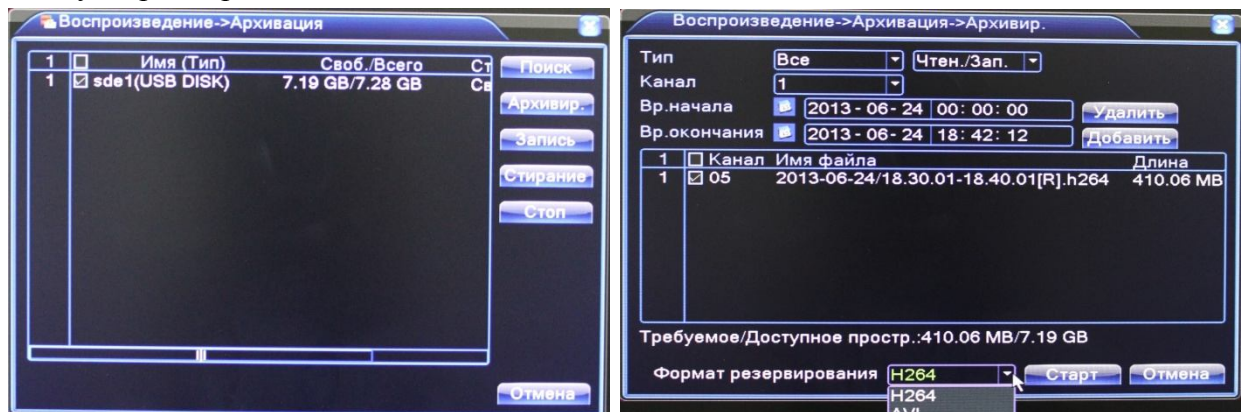 Воспроизведение->Архивация
1 Имя (Тип) Своб./Всего Ст
1 sde1(USB DISK) 7.19 GB/7.28 GB Св
Поиск
Архивир.
Запись
Стирание
Стоп
Отмена
Воспроизведение->Архивация->Архивир.
Тип Все Чтен./Зап.
Канал 1
Вр.начала 2013-06-24 00:00:00 Удалить
Вр.окончания 2013-06-24 18:42:12 Добавить
1 Канал Имя файла Длина
1 05 2013-06-24/18.30.01-18.40.01[R].h264 410.06 MB
Требуемое/Доступное простр.:410.06 MB/7.19 GB
Формат резервирования H264 Старт Отмена
H264
AVI